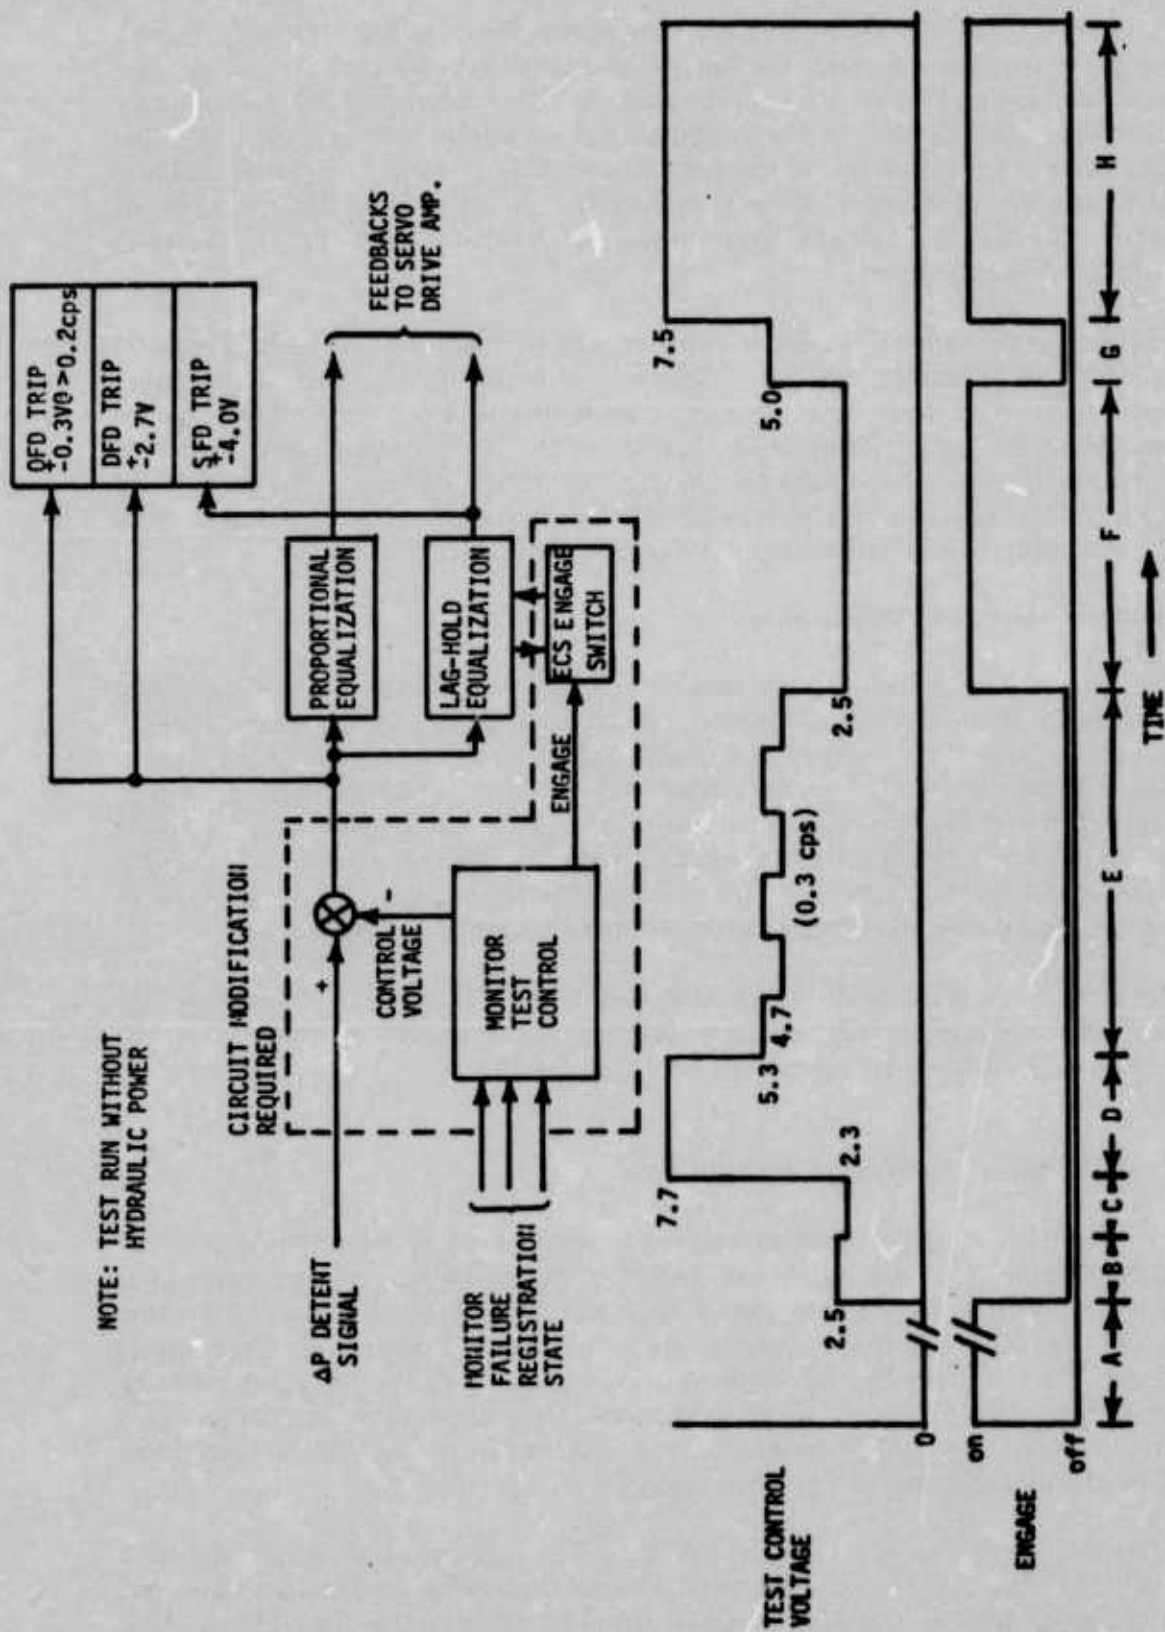 NOTE: TEST RUN WITHOUT
HYDRAULIC POWER
QFD TRIP
±0.3V@>0.2cps
DFD TRIP
±2.7V
SFD TRIP
±4.0V
CIRCUIT MODIFICATION
REQUIRED
ΔP DETENT
SIGNAL
+
-
CONTROL
VOLTAGE
PROPORTIONAL
EQUALIZATION
FEEDBACKS
TO SERVO
DRIVE AMP.
LAG-HOLD
EQUALIZATION
MONITOR
FAILURE
REGISTRATION
STATE
MONITOR
TEST
CONTROL
ENGAGE
ECS ENGAGE
SWITCH
TEST CONTROL
VOLTAGE
0
2.5
7.7
2.3
5.3
4.7
(0.3 cps)
2.5
5.0
7.5
ENGAGE
on
off
A
B
C
D
E
F
G
H
TIME